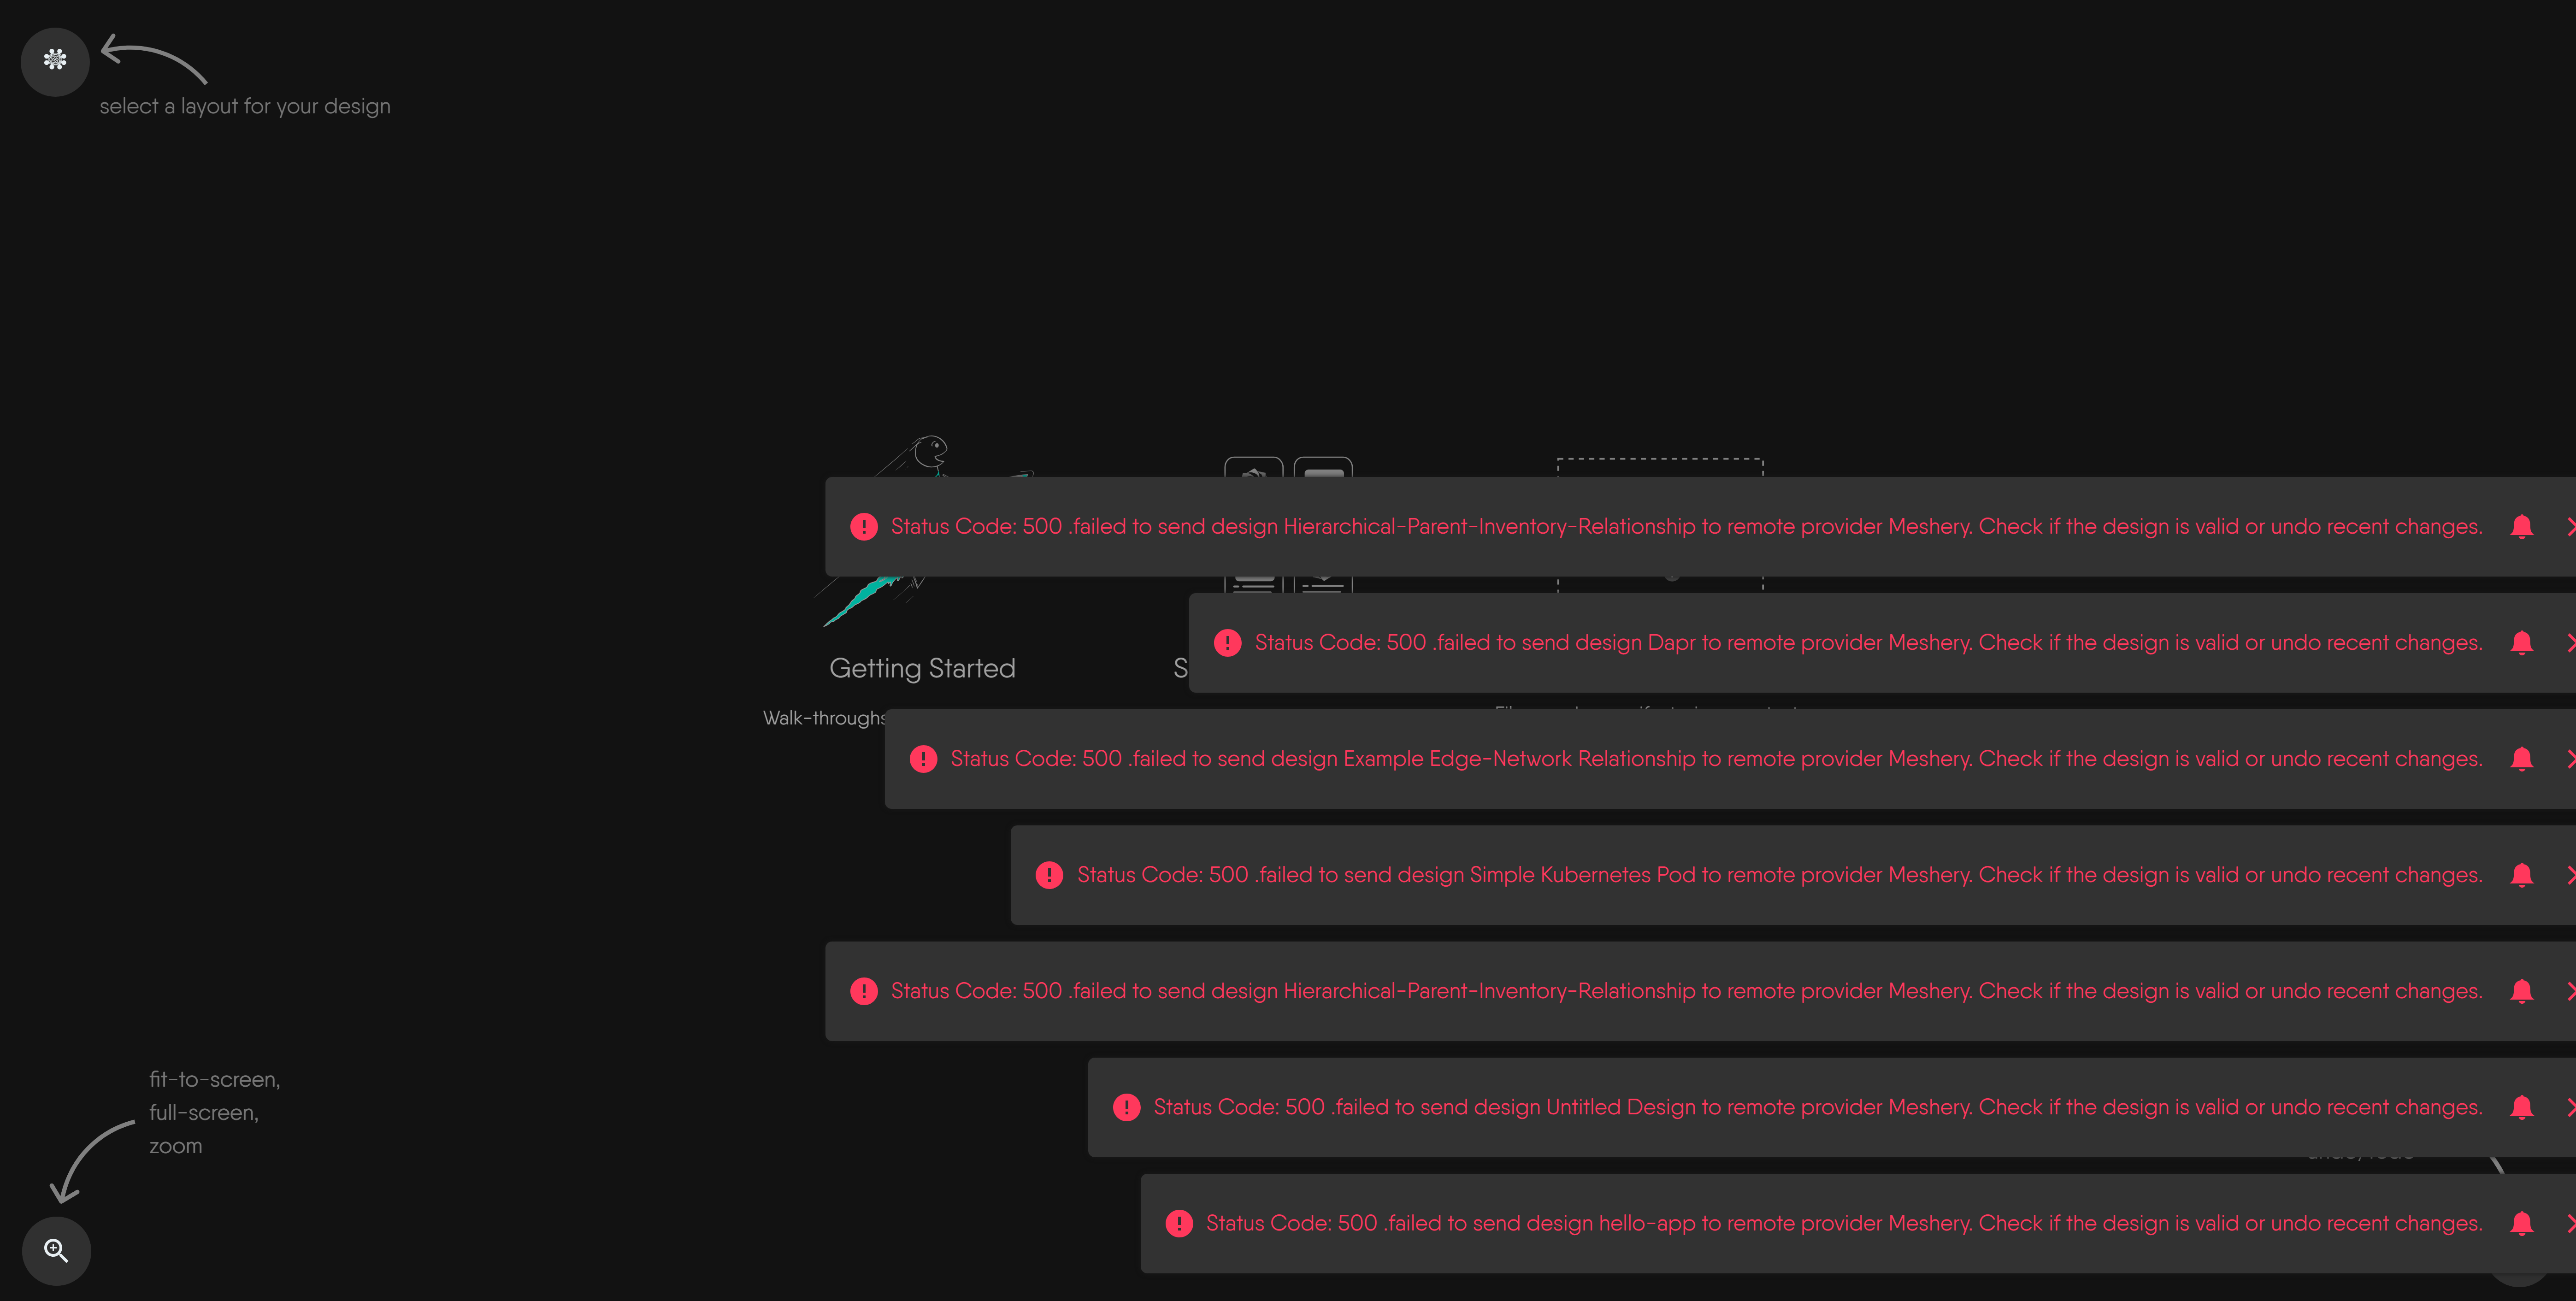 select a layout for your design
Status Code: 500 .failed to send design Hierarchical-Parent-Inventory-Relationship to remote provider Meshery. Check if the design is valid or undo recent changes.
Status Code: 500 .failed to send design Dapr to remote provider Meshery. Check if the design is valid or undo recent changes.
Getting Started
S
Walk-throughs
Status Code: 500 .failed to send design Example Edge-Network Relationship to remote provider Meshery. Check if the design is valid or undo recent changes.
Status Code: 500 .failed to send design Simple Kubernetes Pod to remote provider Meshery. Check if the design is valid or undo recent changes.
Status Code: 500 .failed to send design Hierarchical-Parent-Inventory-Relationship to remote provider Meshery. Check if the design is valid or undo recent changes.
fit-to-screen,
full-screen,
zoom
Status Code: 500 .failed to send design Untitled Design to remote provider Meshery. Check if the design is valid or undo recent changes.
Status Code: 500 .failed to send design hello-app to remote provider Meshery. Check if the design is valid or undo recent changes.